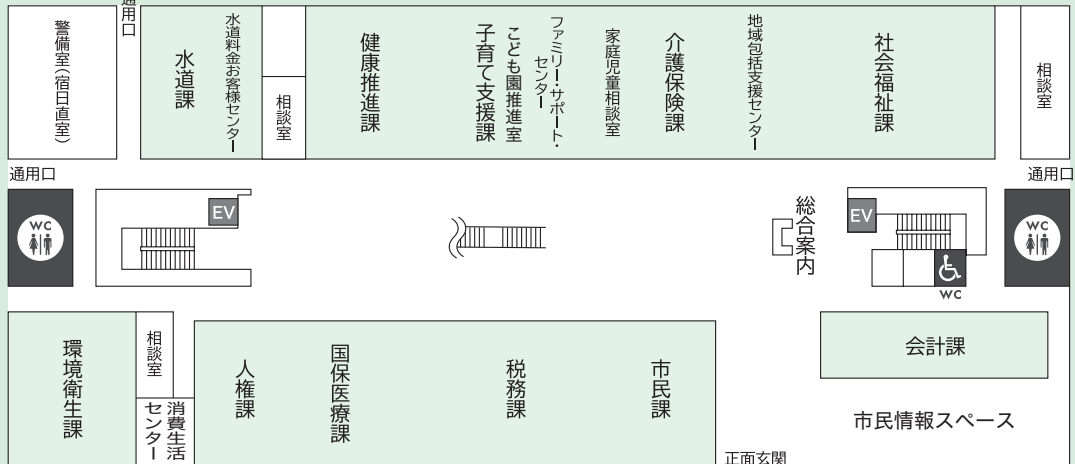 通用口
警備室(宿日直室)
水道課
水道料金お客様センター
相談室
健康推進課
子育て支援課
こども園推進室
ファミリー・サポート・
センター
家庭児童相談室
介護保険課
地域包括支援センター
社会福祉課
相談室
通用口
通用口
WC
EV
総合案内
EV
WC
WC
環境衛生課
相談室
消費生活
センター
人権課
国保医療課
税務課
市民課
会計課
市民情報スペース
正面玄関